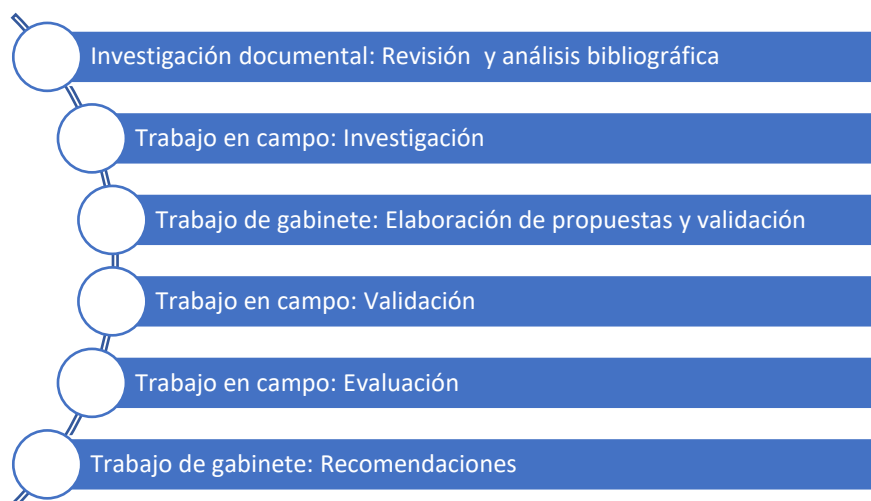 Investigación documental: Revisión  y análisis bibliográfica
Trabajo en campo: Investigación
Trabajo de gabinete: Elaboración de propuestas y validación
Trabajo en campo: Validación
Trabajo en campo: Evaluación
Trabajo de gabinete: Recomendaciones